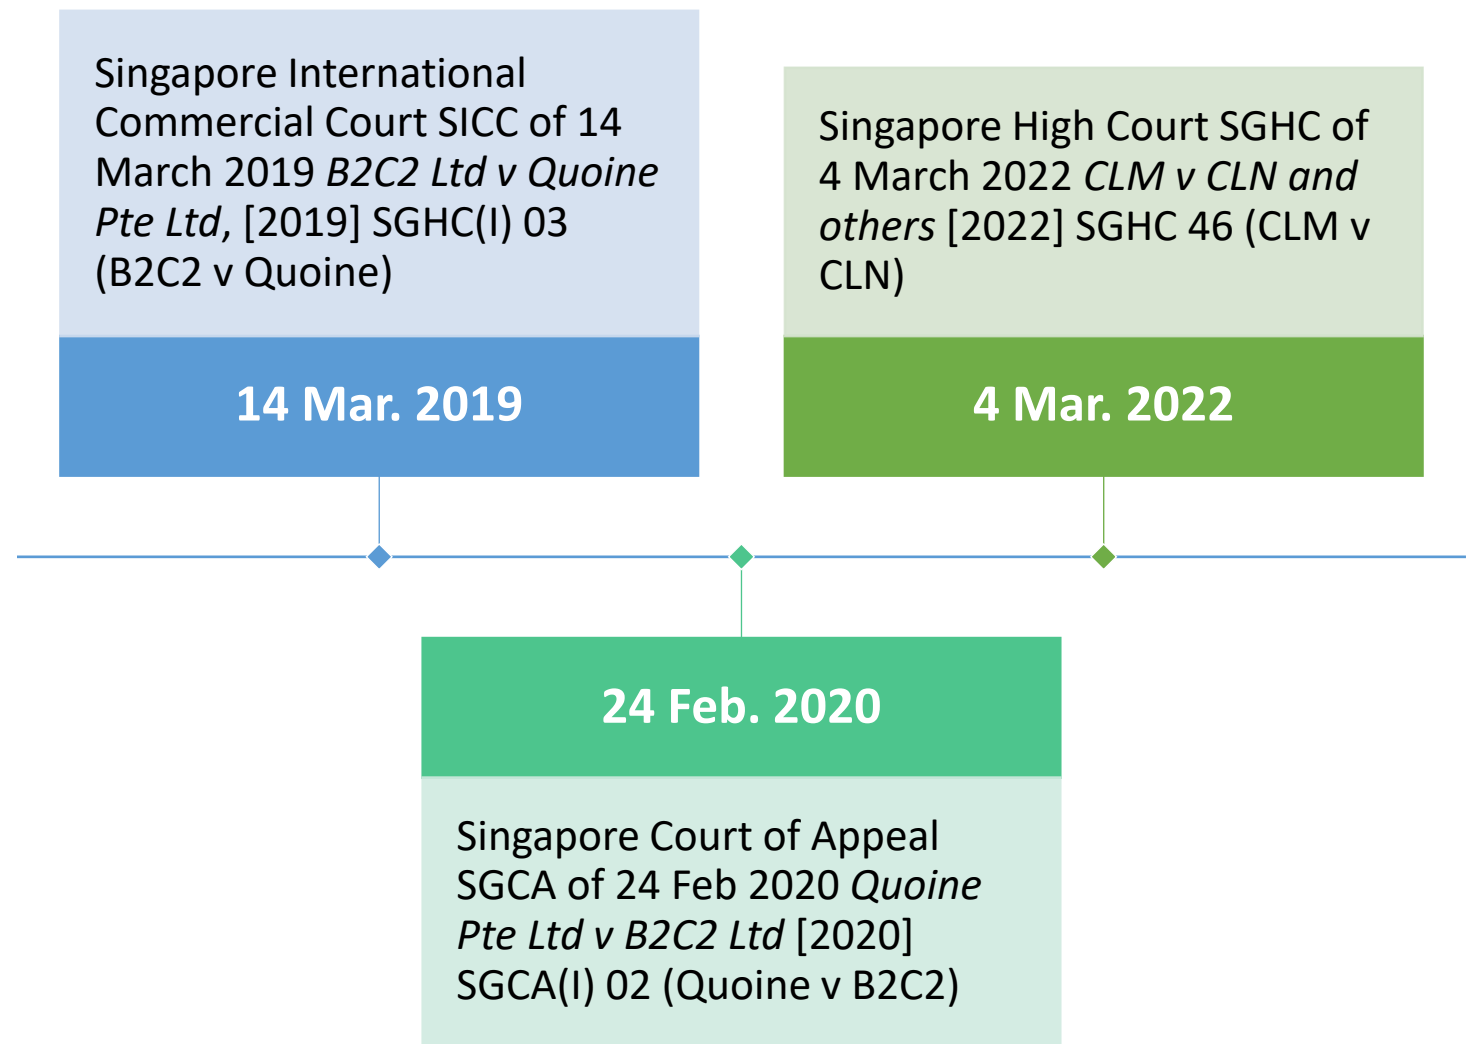 Singapore International
Commercial Court SICC of 14
March 2019 B2C2 Ltd v Quoine
Pte Ltd, [2019] SGHC(I) 03
(B2C2 v Quoine)
14 Mar. 2019
Singapore High Court SGHC of
4 March 2022 CLM v CLN and
others [2022] SGHC 46 (CLM v
CLN)
4 Mar. 2022
24 Feb. 2020
Singapore Court of Appeal
SGCA of 24 Feb 2020 Quoine
Pte Ltd v B2C2 Ltd [2020]
SGCA(I) 02 (Quoine v B2C2)